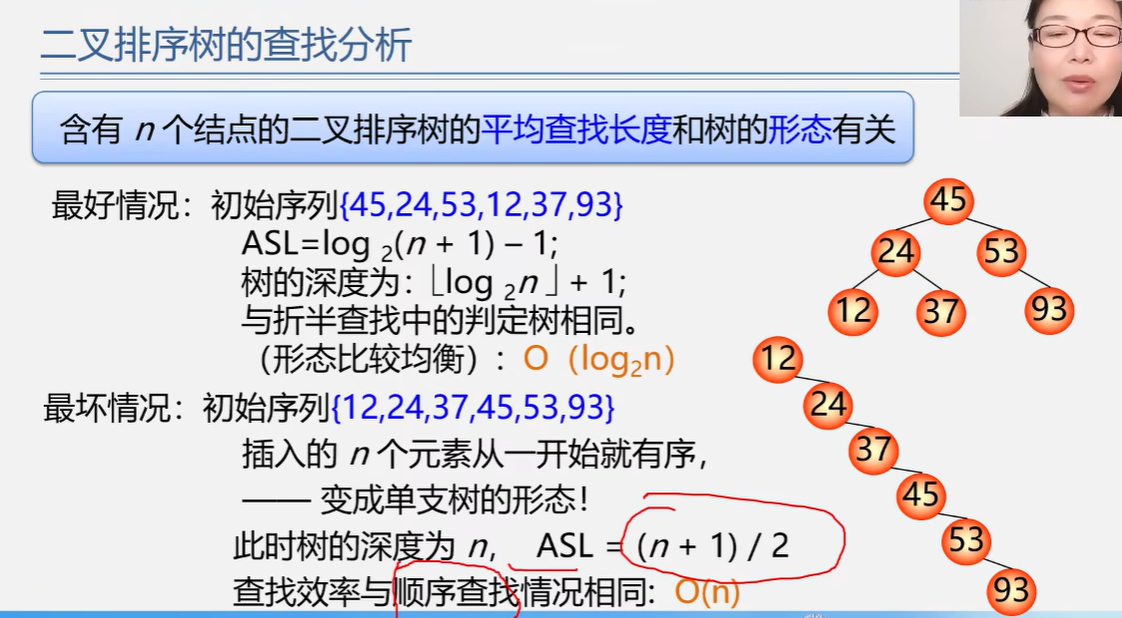 二叉排序树的查找分析
含有 n 个结点的二叉排序树的平均查找长度和树的形态有关
最好情况：初始序列{45,24,53,12,37,93}
ASL=log 2(n + 1) – 1;
树的深度为：⌊log 2n ⌋ + 1;
与折半查找中的判定树相同。
（形态比较均衡）：O（log2n）
最坏情况：初始序列{12,24,37,45,53,93}
插入的 n 个元素从一开始就有序，
—— 变成单支树的形态！
此时树的深度为 n， ASL = (n + 1) / 2
查找效率与顺序查找情况相同: O(n)
45
24 53
12 37 93
12
24
37
45
53
93